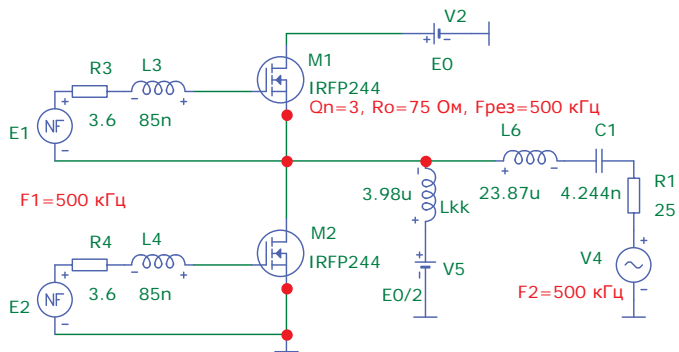 V2
E0
M1
IRFP244
R3
L3
NF
E1
3.6
85n
Qn=3, Ro=75 Ом, Fрез=500 кГц
L6
C1
23.87u
4.244n
R1
25
3.98u
Lkk
F1=500 кГц
M2
IRFP244
R4
L4
NF
E2
3.6
85n
V5
E0/2
V4
F2=500 кГц